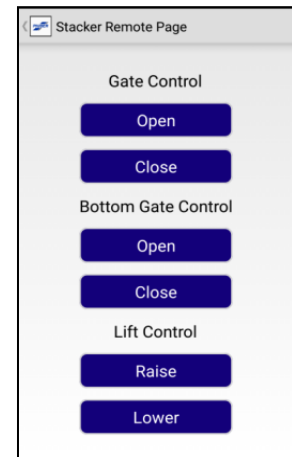 Stacker Remote Page
Gate Control
Open
Close
Bottom Gate Control
Open
Close
Lift Control
Raise
Lower